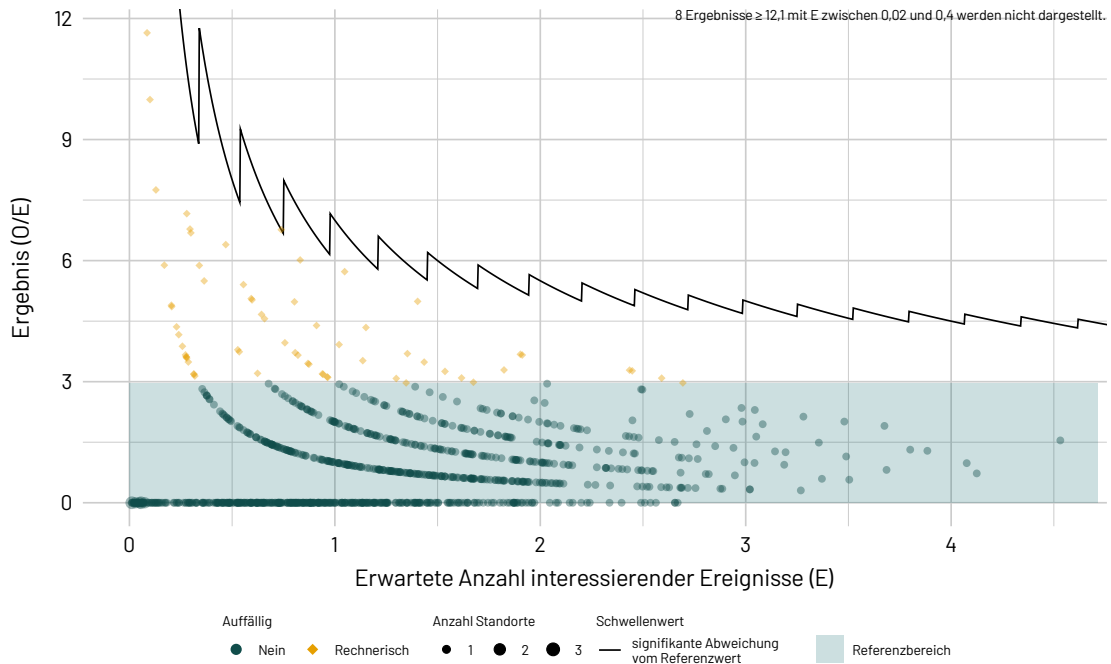 8 Ergebnisse ≥ 12,1 mit E zwischen 0,02 und 0,4 werden nicht dargestellt.
12
9
6
3
0
Ergebnis (O/E)
0 1 2 3 4
Erwartete Anzahl interessierender Ereignisse (E)
Auffällig
Nein Rechnerisch
Anzahl Standorte
1 2 3
Schwellenwert
signifikante Abweichung
vom Referenzwert
Referenzbereich